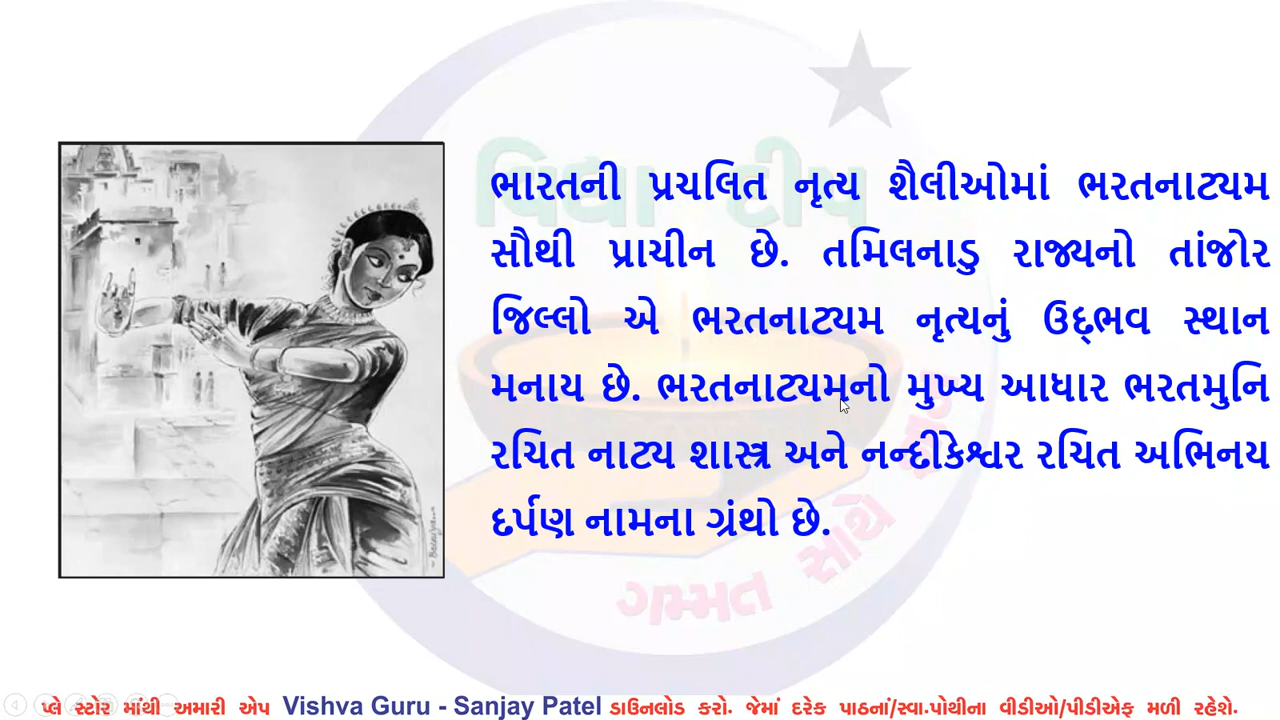 વિદ્યા દીપ
ભારતની પ્રચલિત નૃત્ય શૈલીઓમાં ભરતનાટ્યમ
સૌથી પ્રાચીન છે. તમિલનાડુ રાજ્યનો તાંજોર
જિલ્લો એ ભરતનાટ્યમ નૃત્યનું ઉદ્ભવ સ્થાન
મનાય છે. ભરતનાટ્યમનો મુખ્ય આધાર ભરતમુનિ
રચિત નાટ્ય શાસ્ત્ર અને નન્દીકેશ્વર રચિત અભિનય
દર્પણ નામના ગ્રંથો છે.
ગમ્મત સાથે
પ્લે સ્ટોર માંથી અમારી એપ Vishva Guru - Sanjay Patel ડાઉનલોડ કરો. જેમાં દરેક પાઠનાં/સ્વા.પોથીના વીડીઓ/પીડીએફ મળી રહેશે.